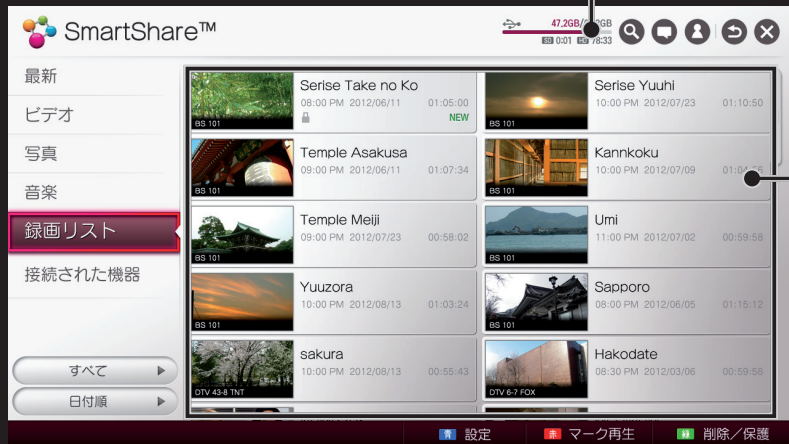 SmartShare™
47.2GB/
SD 0:01 HD 78:33
最新
ビデオ
写真
音楽
録画リスト
接続された機器
すべて
日付順
Serise Take no Ko
08:00 PM 2012/06/11 01:05:00
NEW
BS 101
Serise Yuuhi
10:00 PM 2012/07/23 01:10:50
BS 101
Temple Asakusa
09:00 PM 2012/06/11 01:07:34
BS 101
Kannkoku
10:00 PM 2012/07/09
BS 101
Temple Meiji
09:00 PM 2012/07/23 00:58:02
BS 101
Umi
11:00 PM 2012/07/02 00:59:58
BS 101
Yuuzora
10:00 PM 2012/08/13 01:03:24
BS 101
Sapporo
08:00 PM 2012/06/05 01:15:12
BS 101
sakura
10:00 PM 2012/08/13 00:55:43
DTV 43-8 TNT
Hakodate
08:30 PM 2012/03/06 00:59:58
DTV 6-7 FOX
青 設定 赤 マーク再生 緑 削除/保護